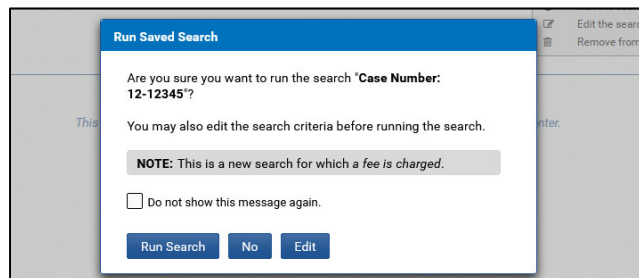 Edit the sear
Remove from
Run Saved Search
Are you sure you want to run the search "Case Number:
12-12345"?
You may also edit the search criteria before running the search.
This
nter.
NOTE: This is a new search for which a fee is charged.
Do not show this message again.
Run Search No Edit